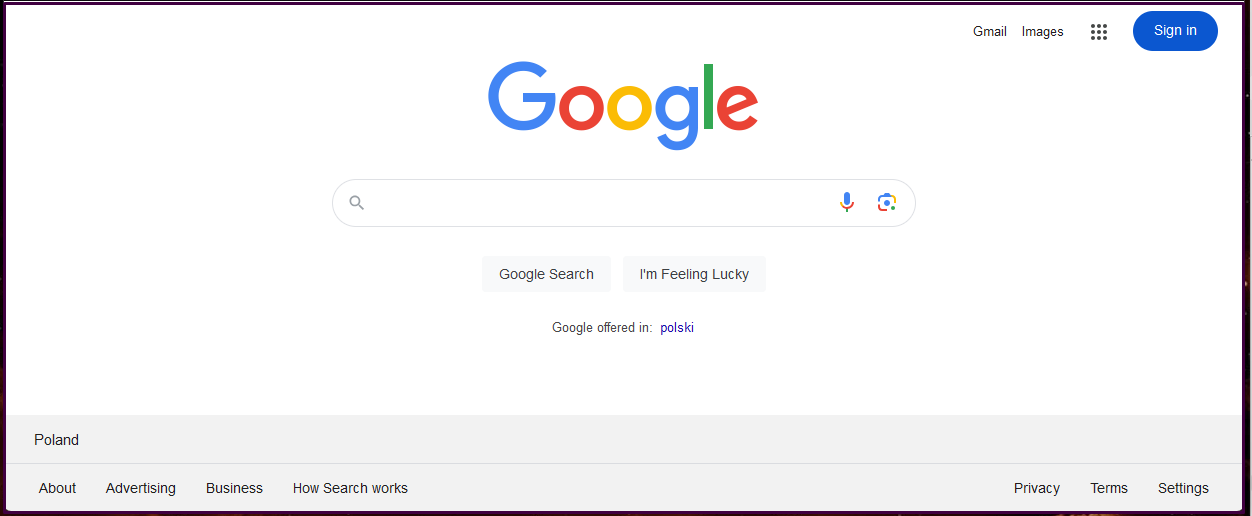 Gmail Images Sign in
Google
Google Search I'm Feeling Lucky
Google offered in: polski
Poland
About Advertising Business How Search works Privacy Terms Settings